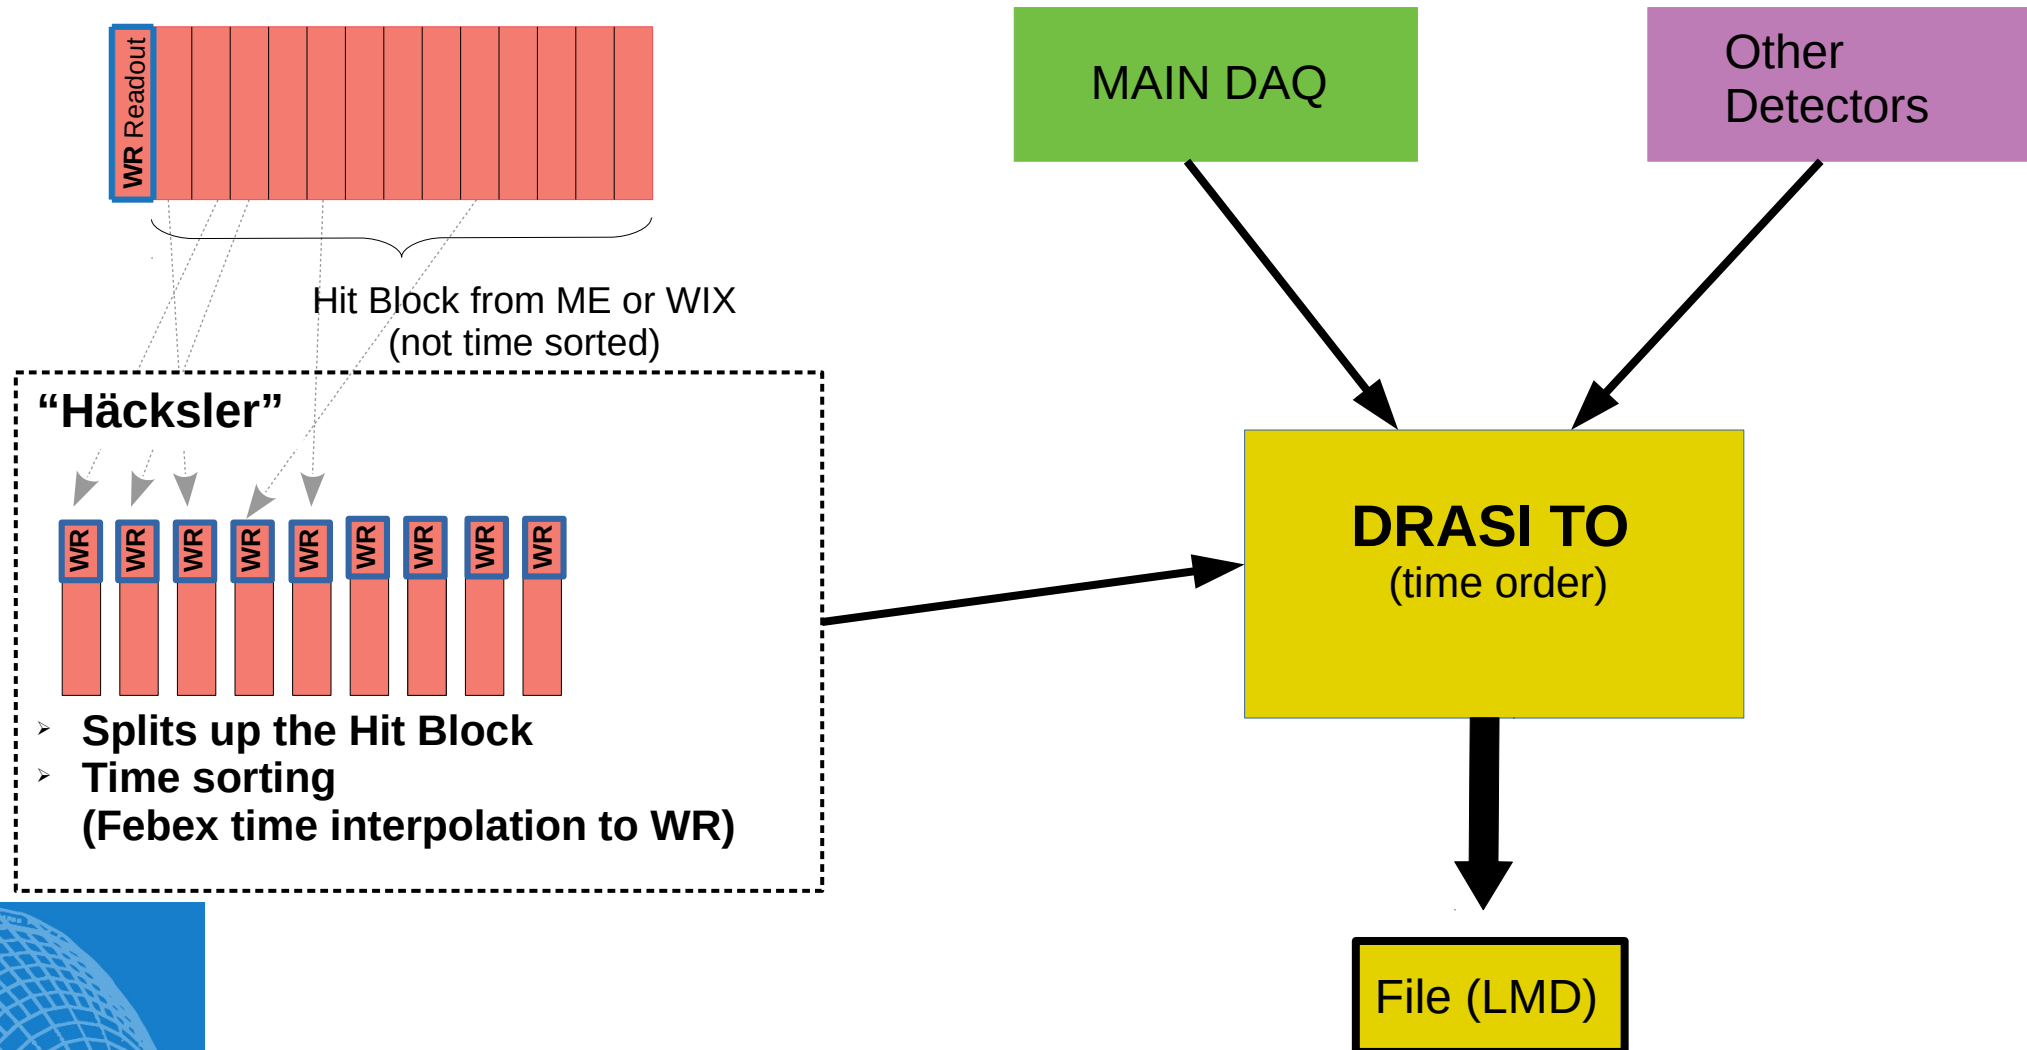 WR Readout
Hit Block from ME or WIX
(not time sorted)
“Häcksler”
WR
WR
WR
WR
WR
WR
WR
WR
WR
➢ Splits up the Hit Block
➢ Time sorting
(Febex time interpolation to WR)
MAIN DAQ
Other
Detectors
DRASI TO
(time order)
File (LMD)